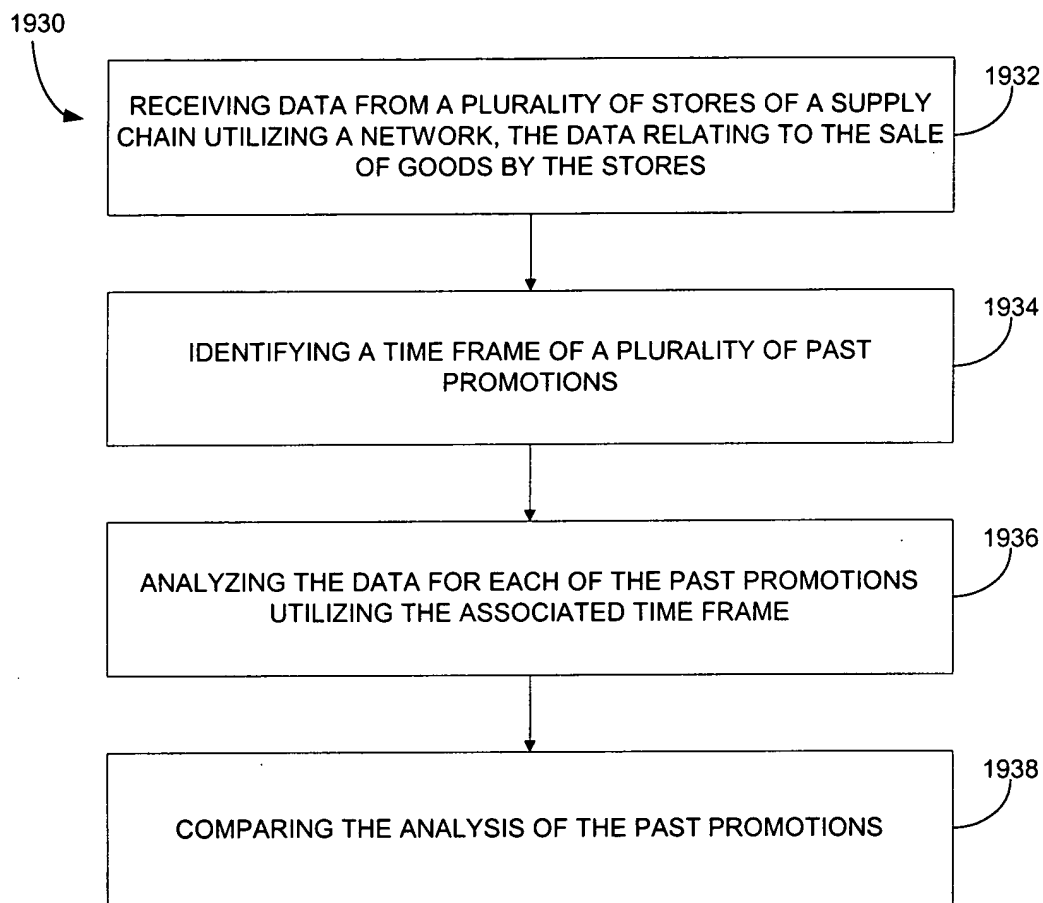 1930
1932
RECEIVING DATA FROM A PLURALITY OF STORES OF A SUPPLY
CHAIN UTILIZING A NETWORK, THE DATA RELATING TO THE SALE
OF GOODS BY THE STORES
1934
IDENTIFYING A TIME FRAME OF A PLURALITY OF PAST
PROMOTIONS
1936
ANALYZING THE DATA FOR EACH OF THE PAST PROMOTIONS
UTILIZING THE ASSOCIATED TIME FRAME
1938
COMPARING THE ANALYSIS OF THE PAST PROMOTIONS